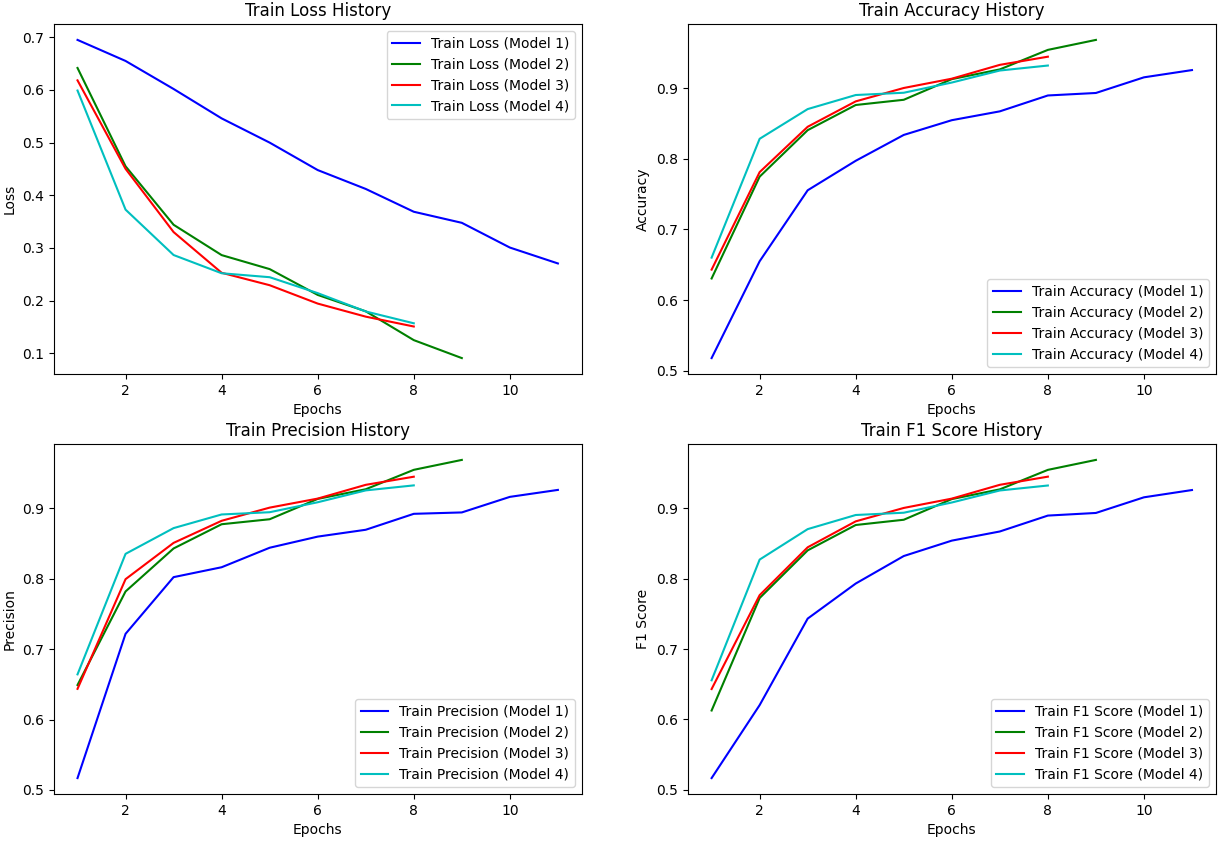 Train Loss History
0.7
0.6
0.5
0.4
0.3
0.2
0.1
Loss
Train Loss (Model 1)
Train Loss (Model 2)
Train Loss (Model 3)
Train Loss (Model 4)
2 4 6 8 10
Epochs
Train Accuracy History
0.9
0.8
0.7
0.6
0.5
Accuracy
Train Accuracy (Model 1)
Train Accuracy (Model 2)
Train Accuracy (Model 3)
Train Accuracy (Model 4)
2 4 6 8 10
Epochs
Train Precision History
0.9
0.8
0.7
0.6
0.5
Precision
Train Precision (Model 1)
Train Precision (Model 2)
Train Precision (Model 3)
Train Precision (Model 4)
2 4 6 8 10
Epochs
Train F1 Score History
0.9
0.8
0.7
0.6
0.5
F1 Score
Train F1 Score (Model 1)
Train F1 Score (Model 2)
Train F1 Score (Model 3)
Train F1 Score (Model 4)
2 4 6 8 10
Epochs